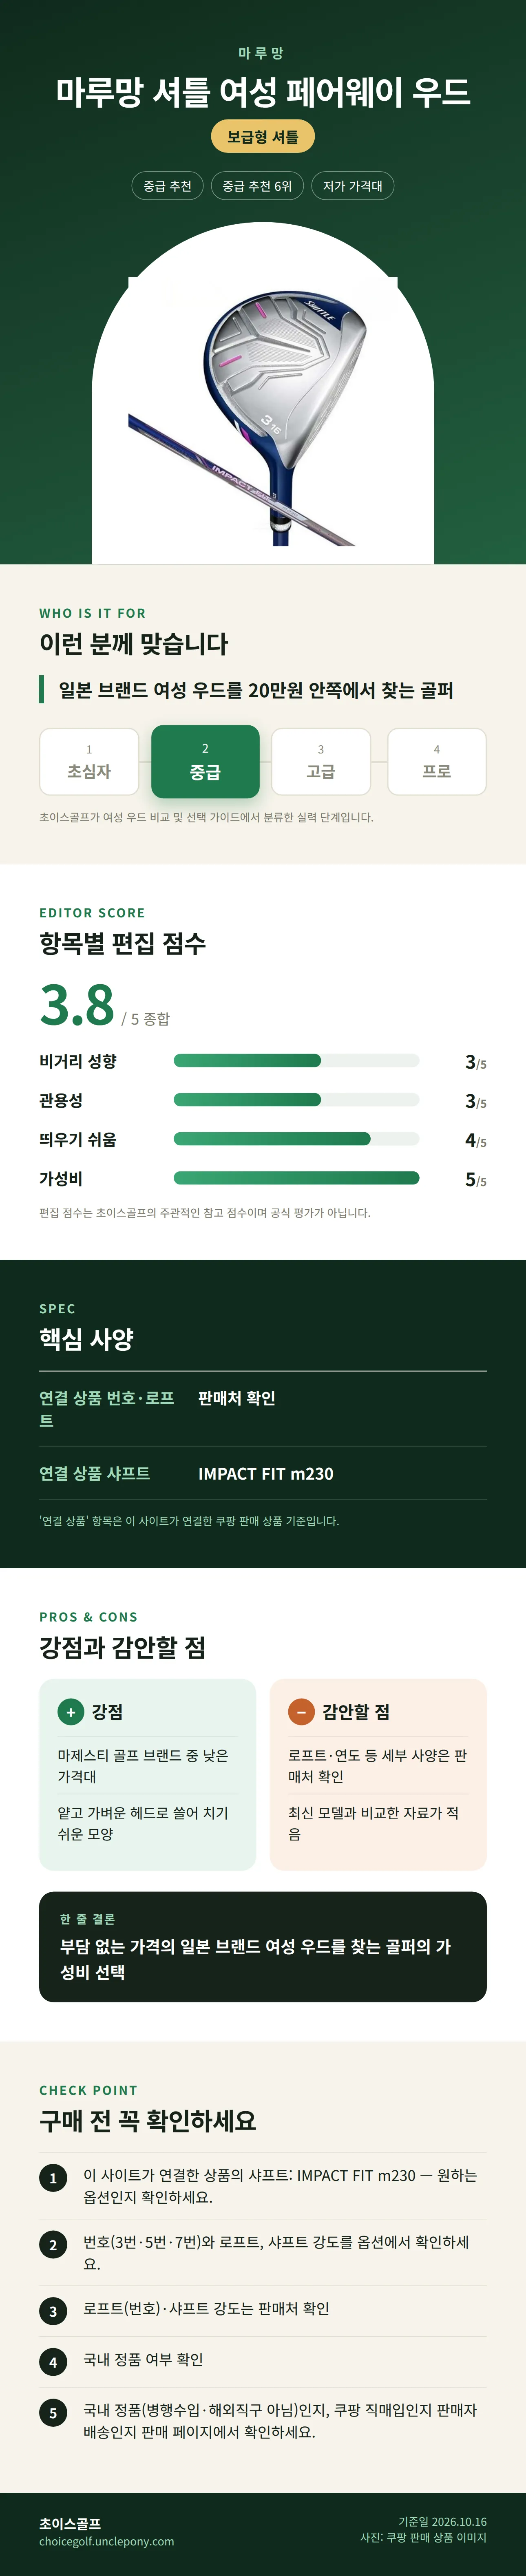 마루망
마루망 셔틀 여성 페어웨이 우드
보급형 셔틀
중급 추천
중급 추천 6위
저가 가격대
SHUTTLE
3 16
IMPACT
WHO IS IT FOR
이런 분께 맞습니다
일본 브랜드 여성 우드를 20만원 안쪽에서 찾는 골퍼
1
초심자
2
중급
3
고급
4
프로
초이스골프가 여성 우드 비교 및 선택 가이드에서 분류한 실력 단계입니다.
EDITOR SCORE
항목별 편집 점수
3.8 / 5 종합
비거리 성향 3/5
관용성 3/5
띄우기 쉬움 4/5
가성비 5/5
편집 점수는 초이스골프의 주관적인 참고 점수이며 공식 평가가 아닙니다.
SPEC
핵심 사양
연결 상품 번호·로프
트
판매처 확인
연결 상품 샤프트 IMPACT FIT m230
'연결 상품' 항목은 이 사이트가 연결한 쿠팡 판매 상품 기준입니다.
PROS & CONS
강점과 감안할 점
+ 강점
마제스티 골프 브랜드 중 낮은
가격대
얕고 가벼운 헤드로 쓸어 치기
쉬운 모양
− 감안할 점
로프트·연도 등 세부 사양은 판
매처 확인
최신 모델과 비교한 자료가 적
음
한 줄 결론
부담 없는 가격의 일본 브랜드 여성 우드를 찾는 골퍼의 가
성비 선택
CHECK POINT
구매 전 꼭 확인하세요
1 이 사이트가 연결한 상품의 샤프트: IMPACT FIT m230 — 원하는
옵션인지 확인하세요.
2 번호(3번·5번·7번)와 로프트, 샤프트 강도를 옵션에서 확인하세
요.
3 로프트(번호)·샤프트 강도는 판매처 확인
4 국내 정품 여부 확인
5 국내 정품(병행수입·해외직구 아님)인지, 쿠팡 직매입인지 판매자
배송인지 판매 페이지에서 확인하세요.
초이스골프
choicegolf.unclepony.com
기준일 2026.10.16
사진: 쿠팡 판매 상품 이미지